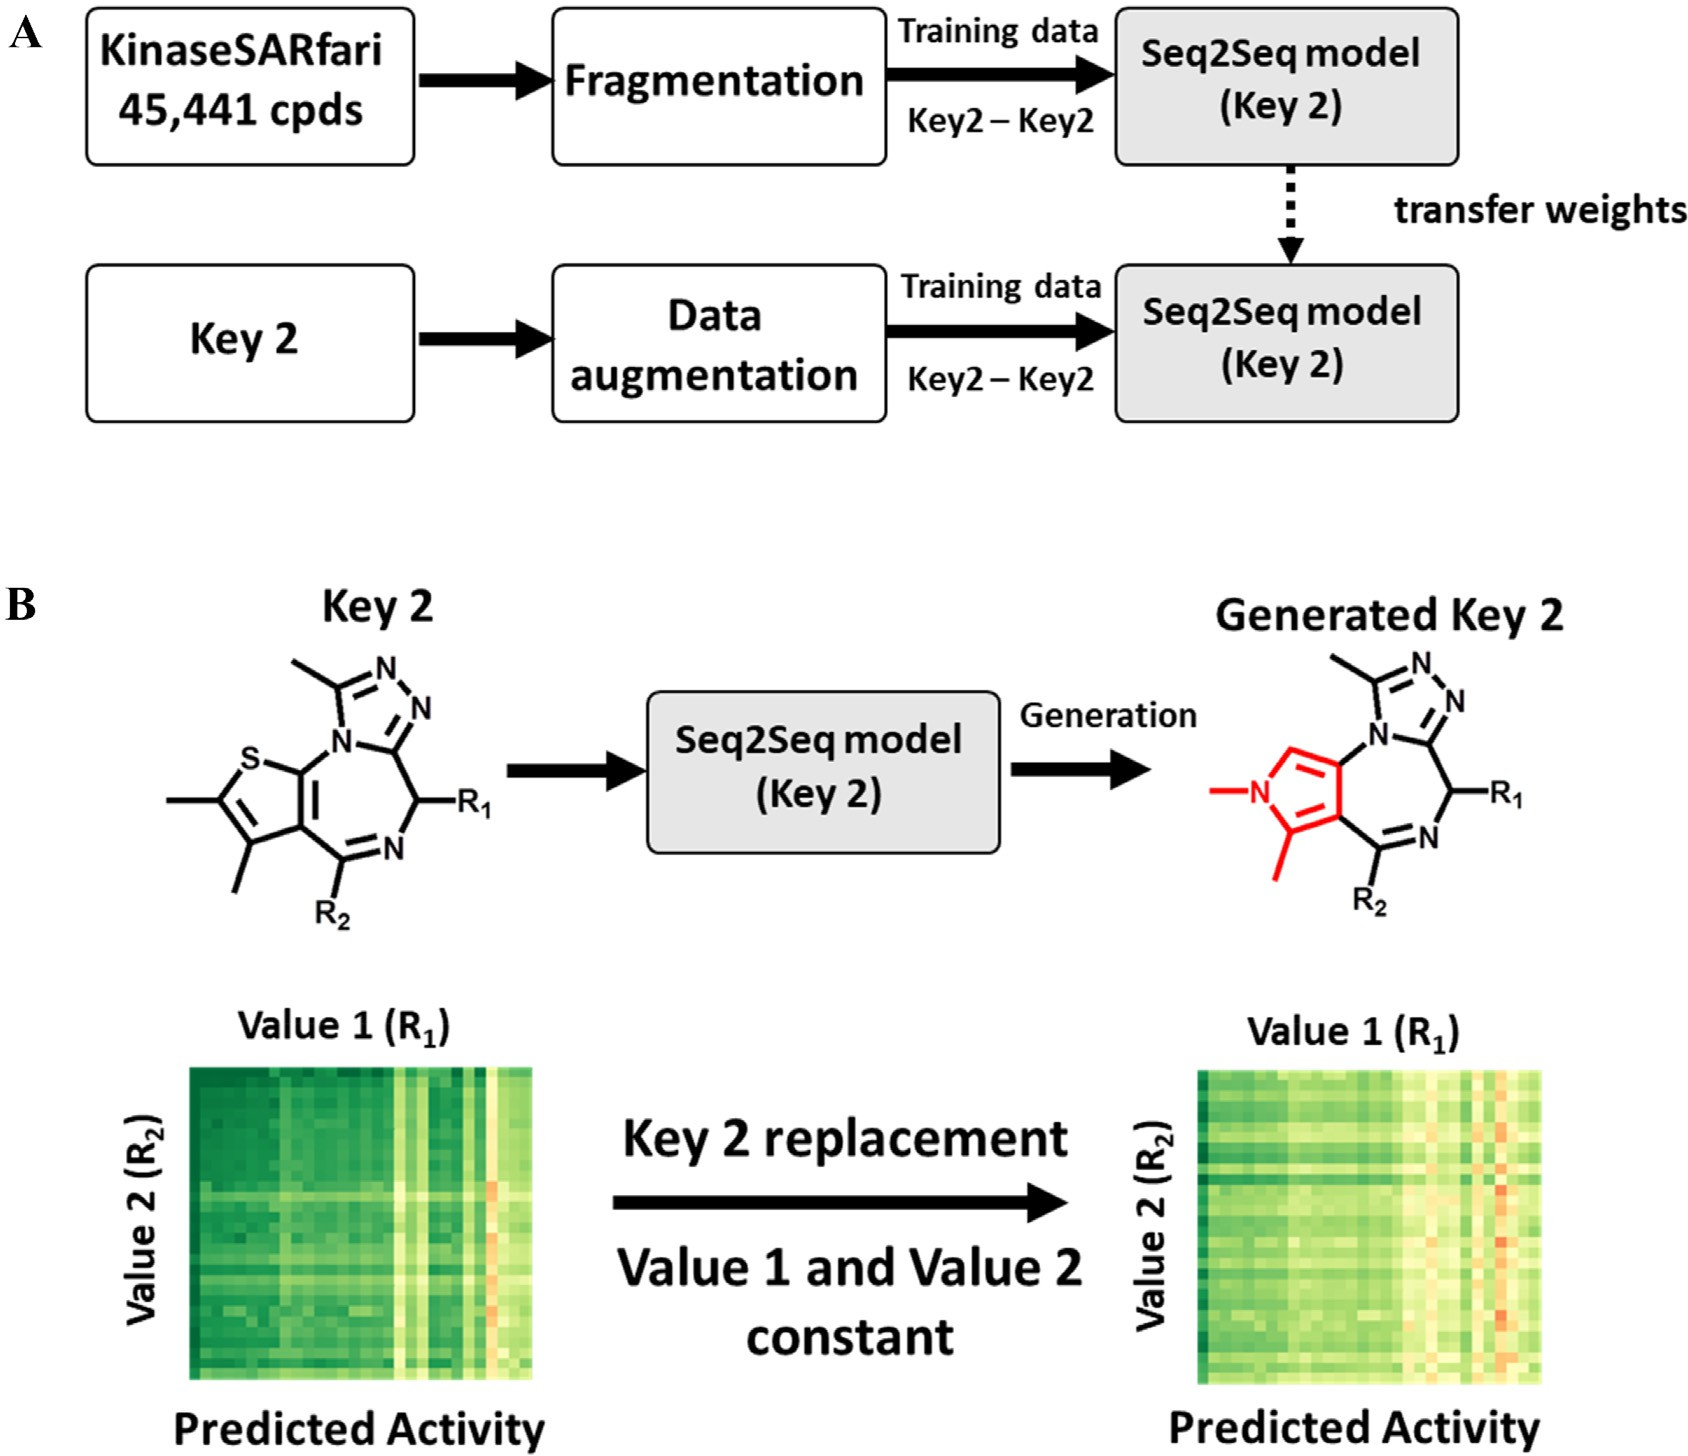 A
KinaseSARfari
45,441 cpds
Fragmentation
Training data
Key2 – Key2
Seq2Seq model
(Key 2)
transfer weights
Key 2
Data
augmentation
Training data
Key2 – Key2
Seq2Seq model
(Key 2)
B
Key 2
N
N
N
S
R1
N
R2
Seq2Seq model
(Key 2)
Generation
Generated Key 2
N
N
N
N
R1
N
R2
Value 1 (R1)
Value 2 (R2)
Predicted Activity
Key 2 replacement
Value 1 and Value 2
constant
Value 1 (R1)
Value 2 (R2)
Predicted Activity